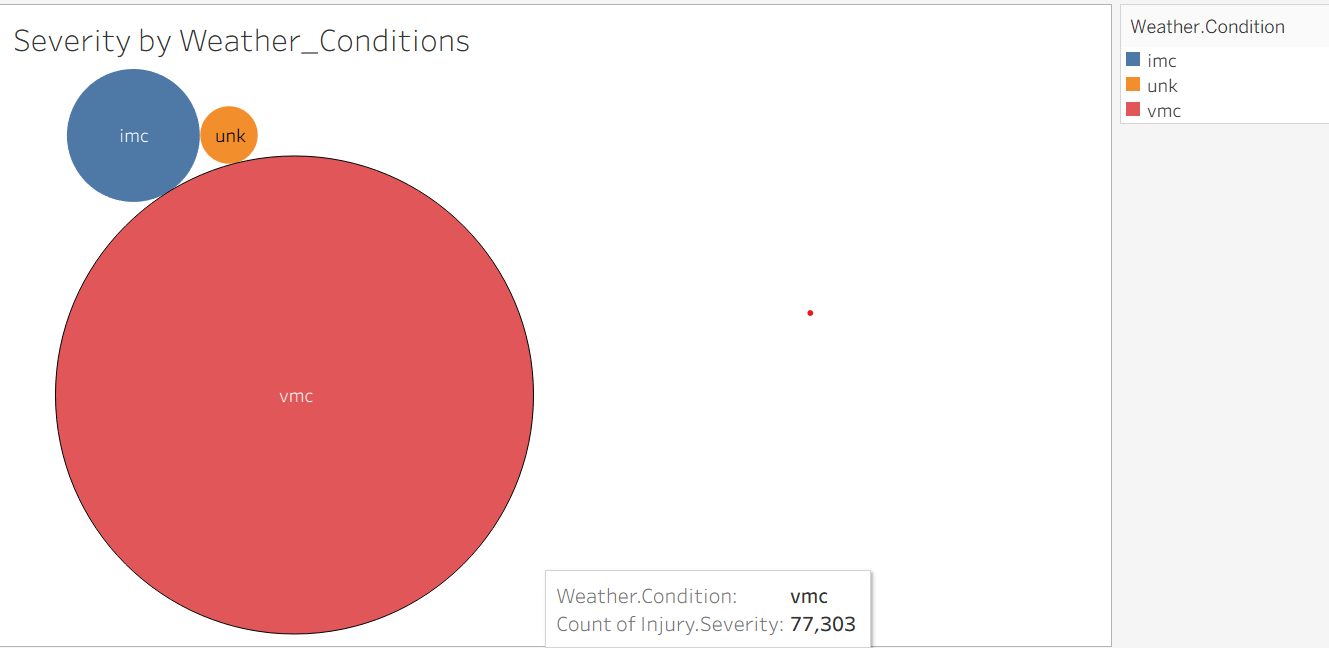 Severity by Weather_Conditions
imc
unk
vmc
Weather.Condition: vmc
Count of Injury.Severity: 77,303
Weather.Condition
imc
unk
vmc